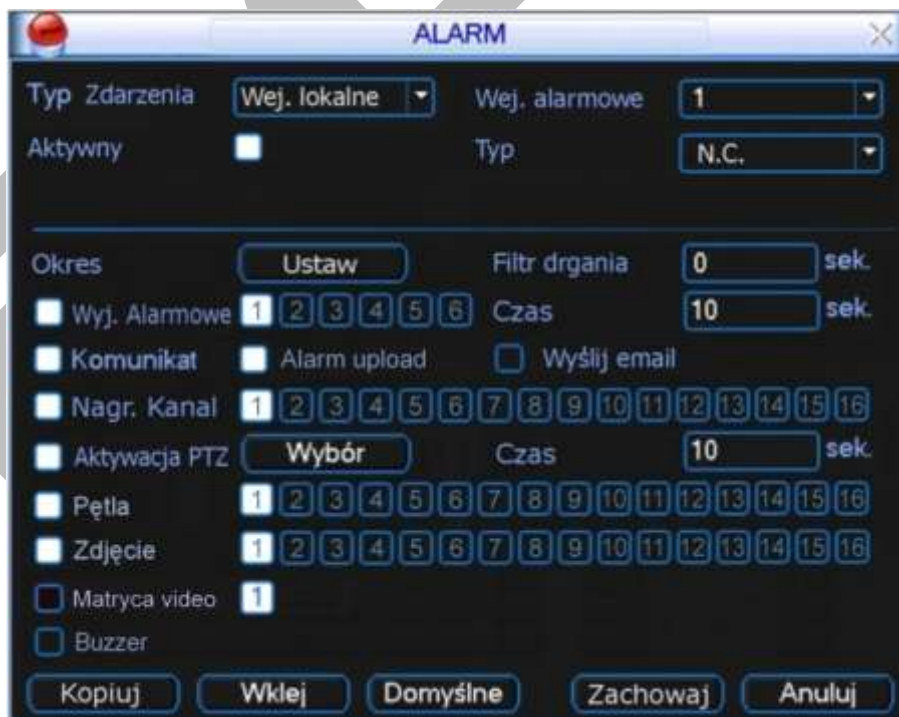 ALARM
Typ Zdarzenia Wej. lokalne Wej. alarmowe 1
Aktywny Typ N.C.
Okres Ustaw Filtr drgania 0 sek.
Wyj. Alarmowe 1 2 3 4 5 6 Czas 10 sek.
Komunikat Alarm upload Wyślij email
Nagr. Kanal 1 2 3 4 5 6 7 8 9 10 11 12 13 14 15 16
Aktywacja PTZ Wybór Czas 10 sek.
Pętla 1 2 3 4 5 6 7 8 9 10 11 12 13 14 15 16
Zdjęcie 1 2 3 4 5 6 7 8 9 10 11 12 13 14 15 16
Matryca video 1
Buzzer
Kopiuj Wklej Domyślne Zachowaj Anuluj